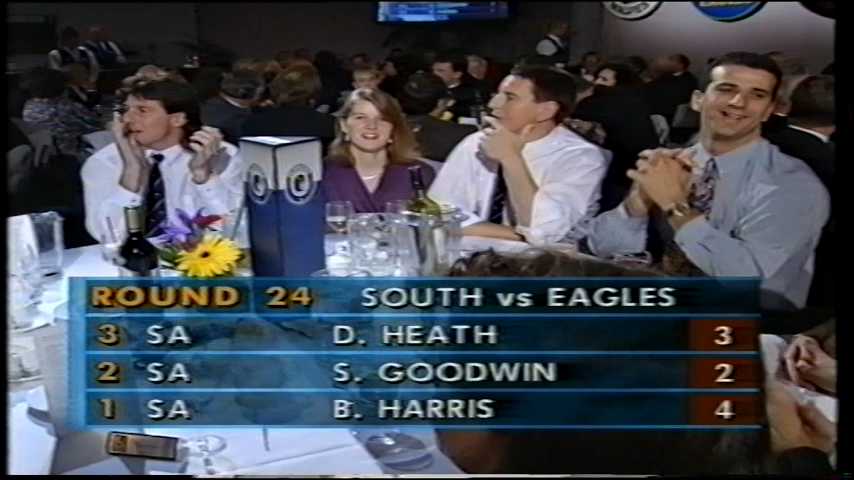 ROUND 24 SOUTH vs EAGLES
3 SA D. HEATH 3
2 SA S. GOODWIN 2
1 SA B. HARRIS 4